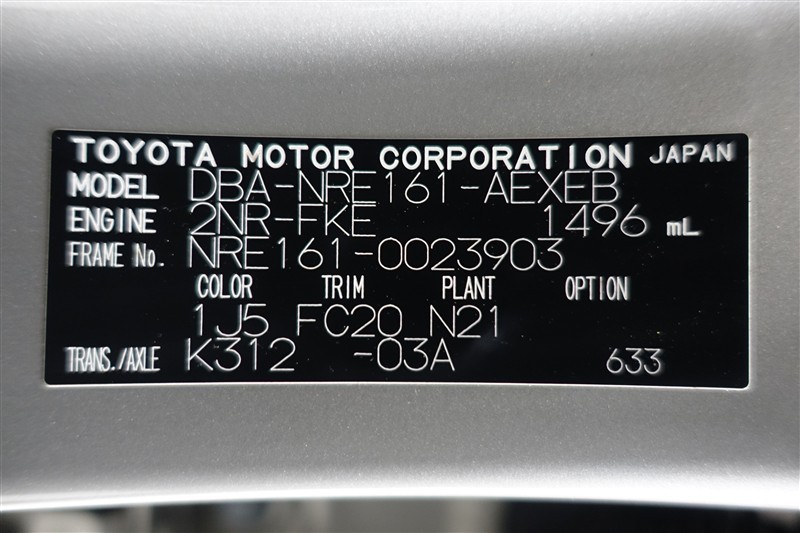 TOYOTA MOTOR CORPORATION JAPAN
MODEL DBA-NRE161-AEXEB
ENGINE 2NR-FKE 1496 mL
FRAME No. NRE161-0023903
COLOR TRIM PLANT OPTION
1J5 FC20 N21
TRANS./AXLE K312 -03A 633